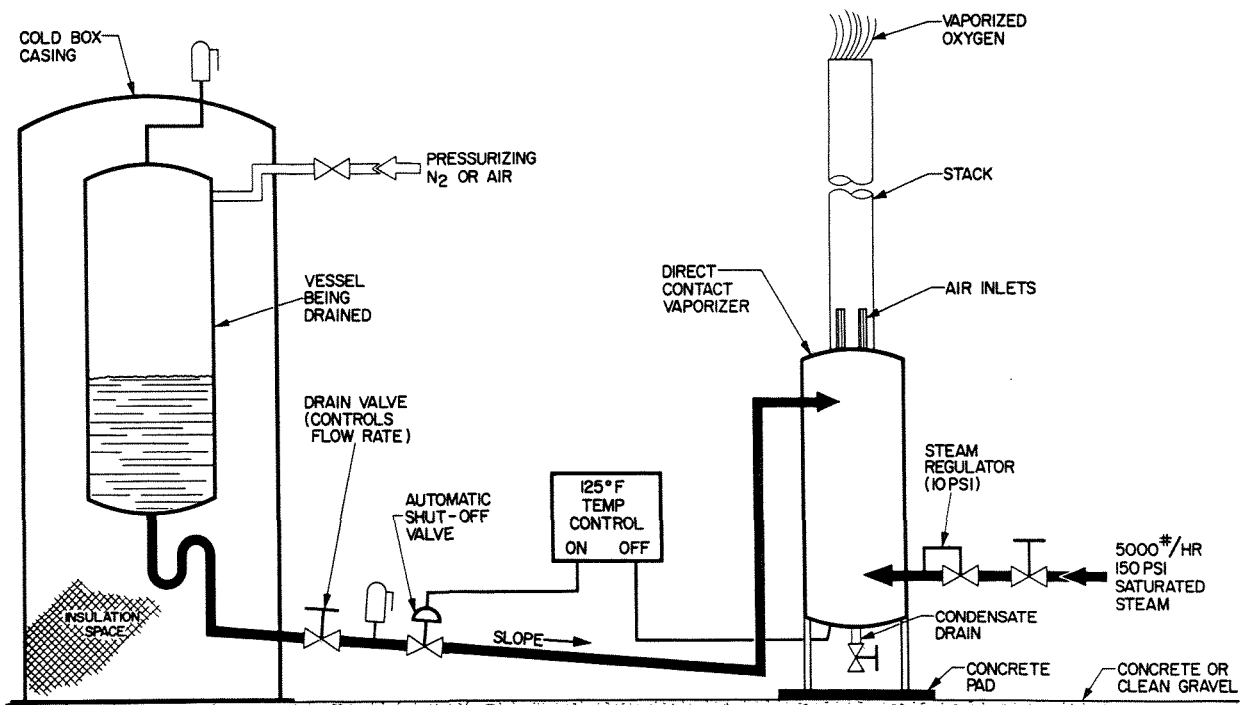 COLD BOX
CASING
VAPORIZED
OXYGEN
PRESSURIZING
N₂ OR AIR
STACK
VESSEL
BEING
DRAINED
DIRECT
CONTACT
VAPORIZER
AIR INLETS
DRAIN VALVE
(CONTROLS
FLOW RATE)
STEAM
REGULATOR
(10 PSI)
AUTOMATIC
SHUT-OFF
VALVE
125°F
TEMP
CONTROL
ON OFF
5000#/HR
150 PSI
SATURATED
STEAM
INSULATION
SPACE
SLOPE
CONDENSATE
DRAIN
CONCRETE
PAD
CONCRETE OR
CLEAN GRAVEL